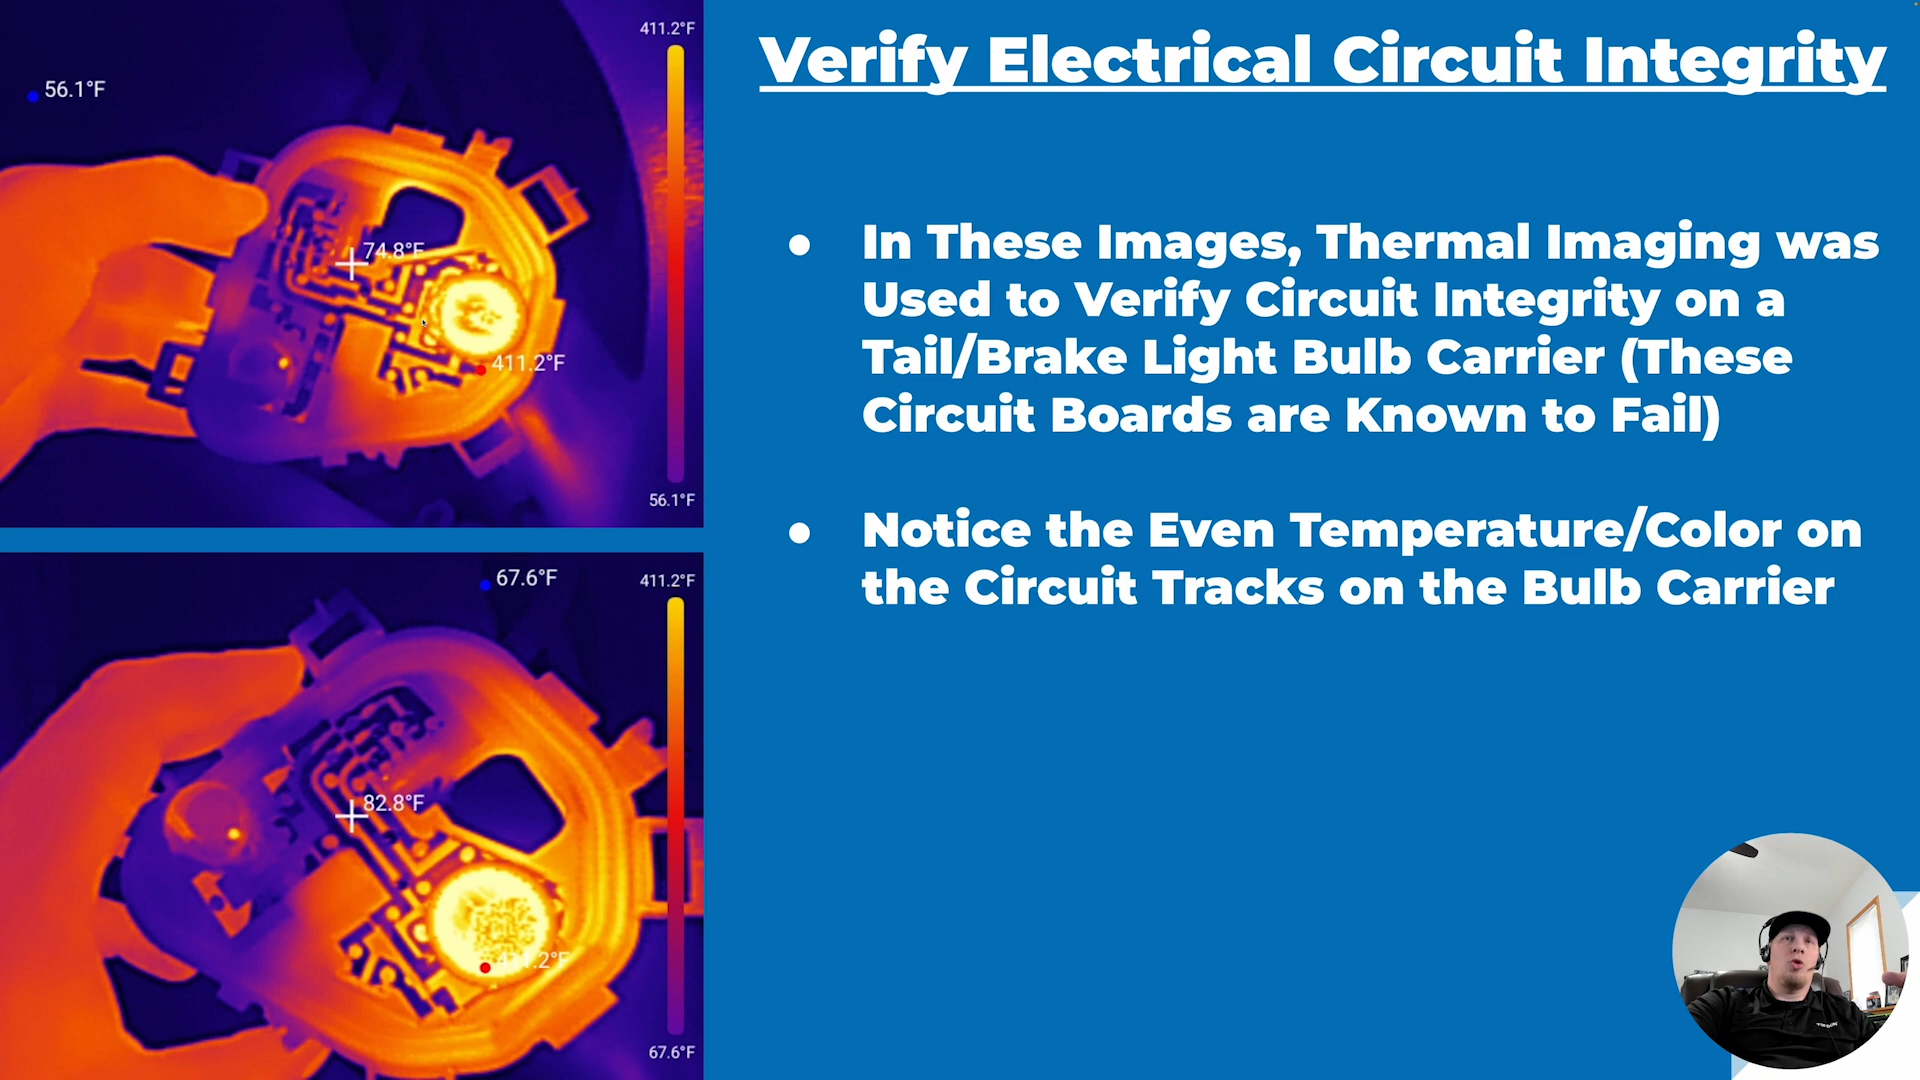 Verify Electrical Circuit Integrity
411.2°F
56.1°F
74.8°F
411.2°F
56.1°F
● In These Images, Thermal Imaging was
Used to Verify Circuit Integrity on a
Tail/Brake Light Bulb Carrier (These
Circuit Boards are Known to Fail)
● Notice the Even Temperature/Color on
the Circuit Tracks on the Bulb Carrier
67.6°F
411.2°F
82.8°F
411.2°F
67.6°F